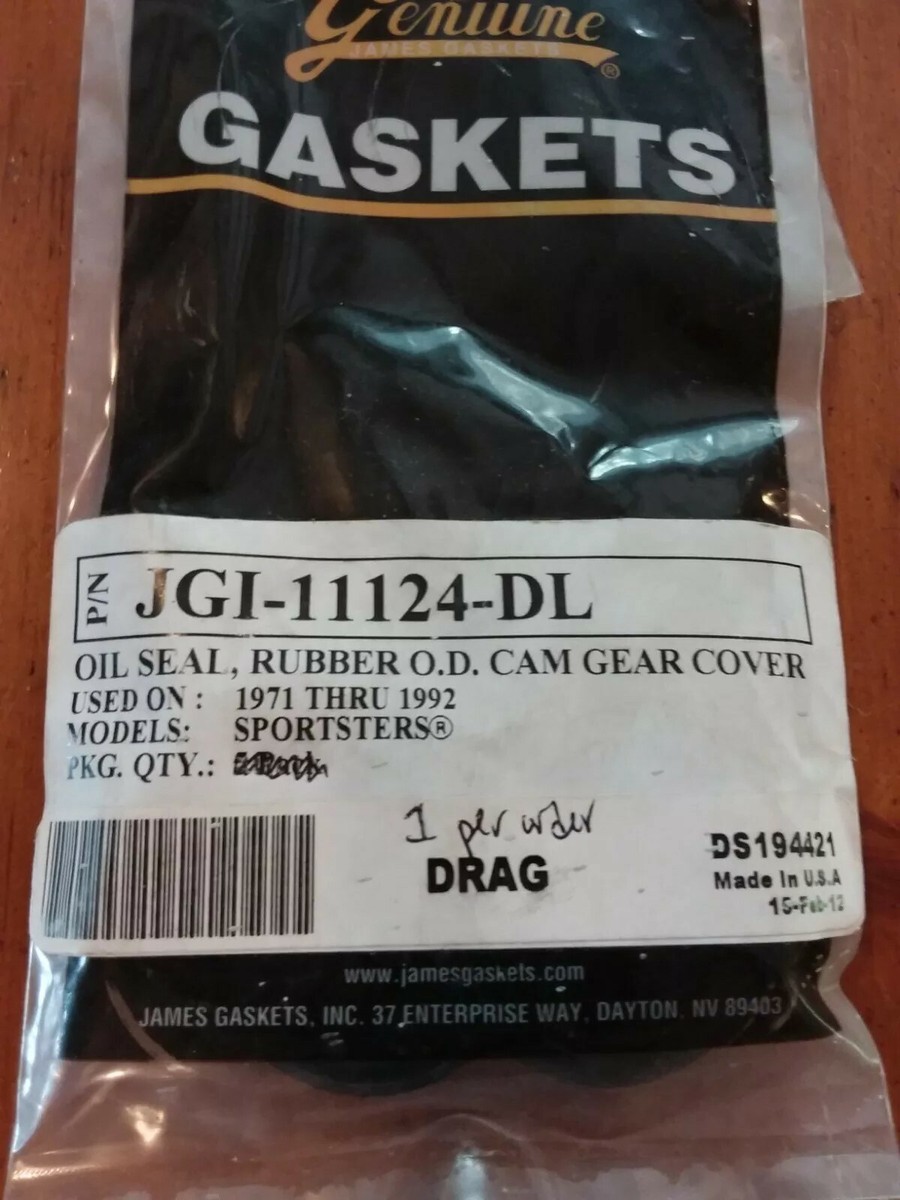 Genuine
JAMES GASKETS
®
GASKETS
P/N JGI-11124-DL
OIL SEAL, RUBBER O.D. CAM GEAR COVER
USED ON : 1971 THRU 1992
MODELS: SPORTSTERS®
PKG. QTY.:
1 per order
DRAG
DS194421
Made In U.S.A
15-Feb-12
www.jamesgaskets.com
JAMES GASKETS, INC. 37 ENTERPRISE WAY, DAYTON, NV 89403